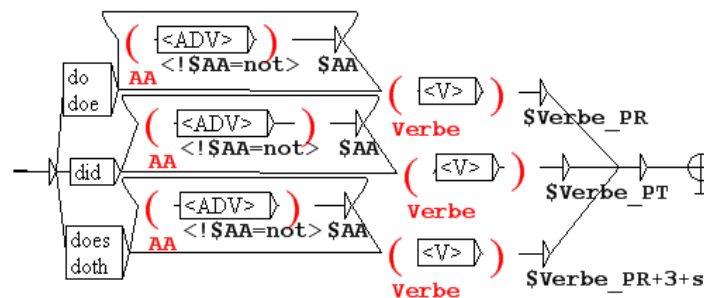 ( <ADV> )
AA <!$AA=not> $AA
do
doe
( <V> )
Verbe $Verbe_PR
( <ADV> )
AA <!$AA=not> $AA
did
( <V> )
Verbe $Verbe_PT
( <ADV> )
AA <!$AA=not> $AA
does
doth
( <V> )
Verbe $Verbe_PR+3+s